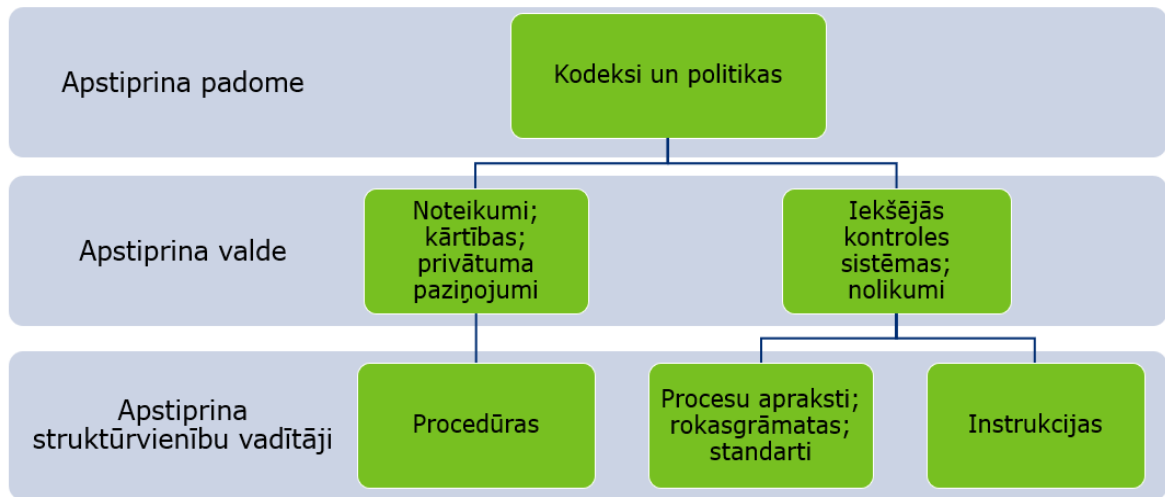 Apstiprina padome
Kodeksi un politikas
Apstiprina valde
Noteikumi;
kārtības;
privātuma
paziņojumi
Iekšējās
kontroles
sistēmas;
nolikumi
Apstiprina
struktūrvienību vadītāji
Procedūras
Procesu apraksti;
rokasgrāmatas;
standarti
Instrukcijas